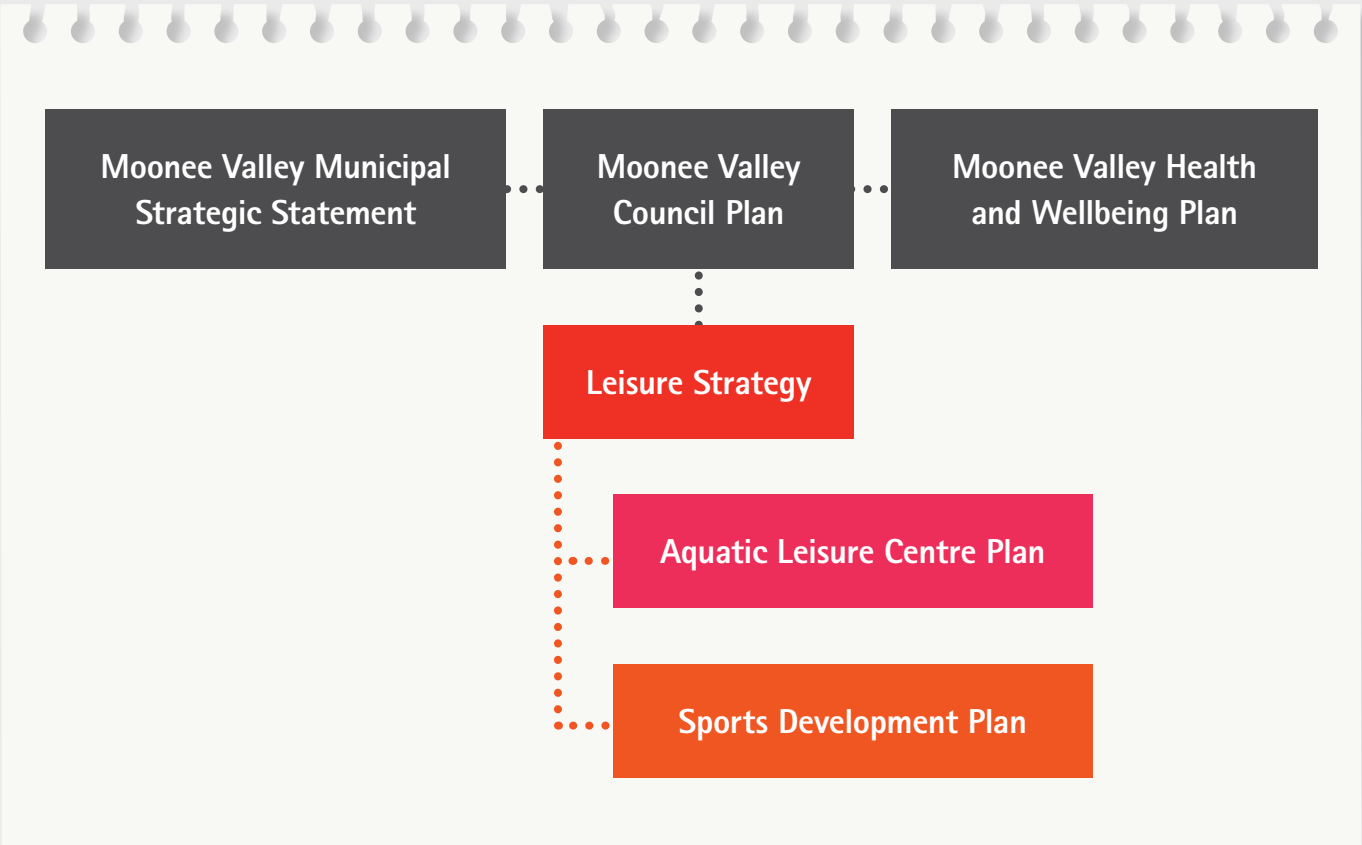 Moonee Valley Municipal
Strategic Statement
Moonee Valley
Council Plan
Moonee Valley Health
and Wellbeing Plan
Leisure Strategy
Aquatic Leisure Centre Plan
Sports Development Plan